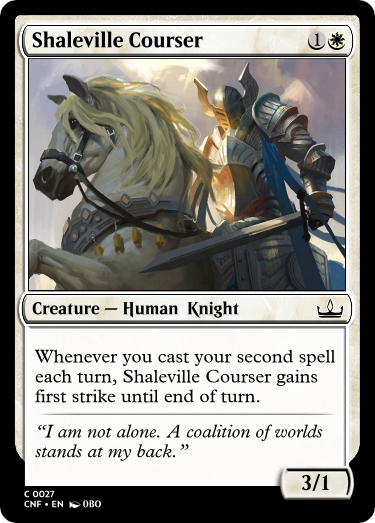 Shaleville Courser 1
Creature — Human Knight
Whenever you cast your second spell
each turn, Shaleville Courser gains
first strike until end of turn.
“I am not alone. A coalition of worlds
stands at my back.”
3/1
C 0027
CNF • EN OBO